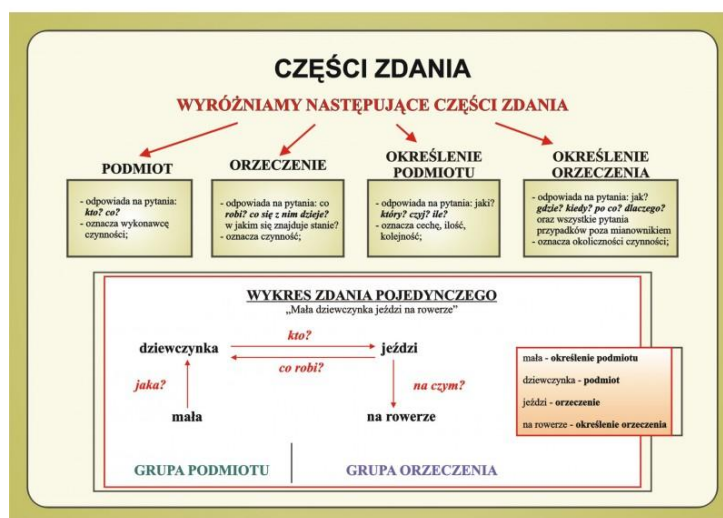 CZĘŚCI ZDANIA
WYRÓŻNIAMY NASTĘPUJĄCE CZĘŚCI ZDANIA
PODMIOT
- odpowiada na pytania:
kto? co?
- oznacza wykonawcę
czynności;
ORZECZENIE
- odpowiada na pytania: co
robi? co się z nim dzieje?
w jakim się znajduje stanie?
- oznacza czynność;
OKREŚLENIE
PODMIOTU
- odpowiada na pytania: jaki?
który? czyj? ile?
- oznacza cechę, ilość,
kolejność;
OKREŚLENIE
ORZECZENIA
- odpowiada na pytania: jak?
gdzie? kiedy? po co? dlaczego?
oraz wszystkie pytania
przypadków poza mianownikiem
- oznacza okoliczności czynności;
WYKRES ZDANIA POJEDYNCZEGO
„Mała dziewczynka jeździ na rowerze”
kto?
dziewczynka
jeździ
co robi?
jaka?
na czym?
mała
na rowerze
GRUPA PODMIOTU
GRUPA ORZECZENIA
mała - określenie podmiotu
dziewczynka - podmiot
jeździ - orzeczenie
na rowerze - określenie orzeczenia